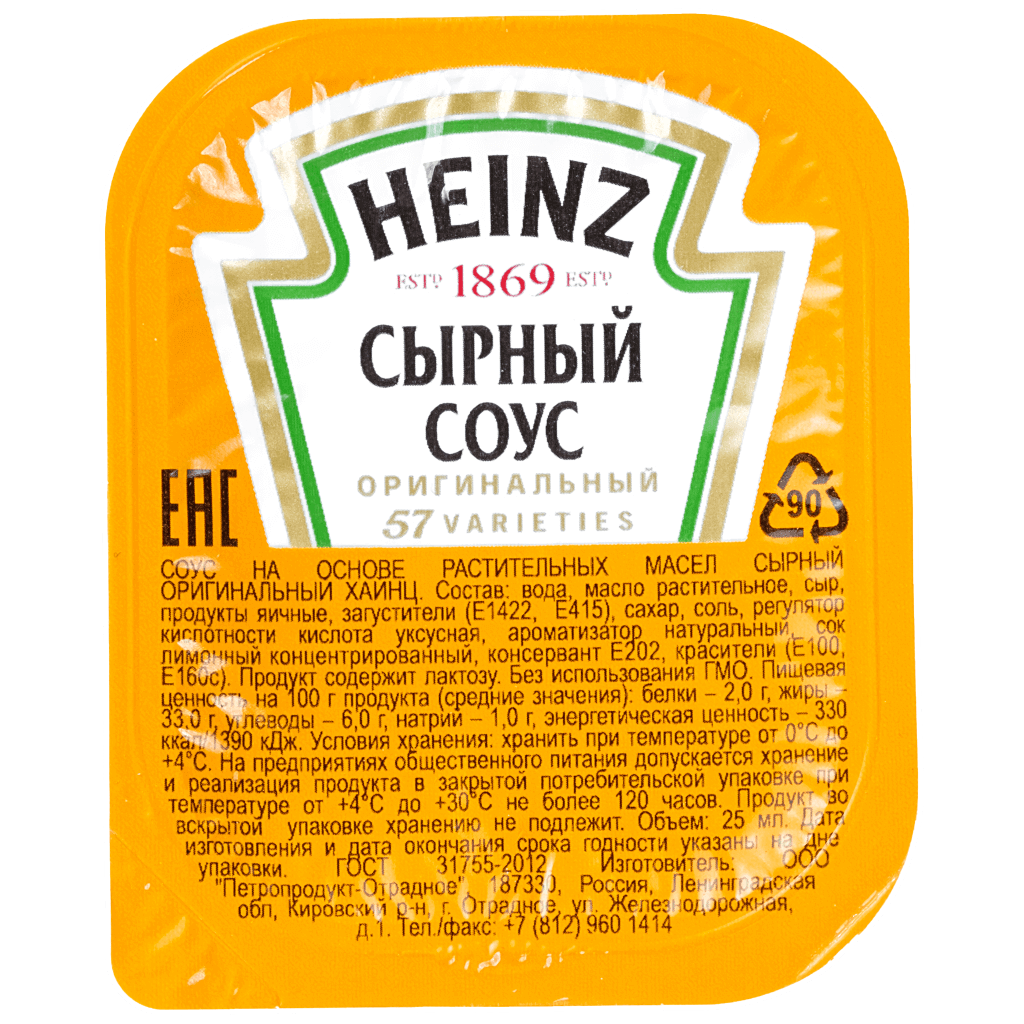 HEINZ
ESTD 1869 ESTD
СЫРНЫЙ
СОУС
ОРИГИНАЛЬНЫЙ
57 VARIETIES
EAC
90
СОУС НА ОСНОВЕ РАСТИТЕЛЬНЫХ МАСЕЛ СЫРНЫЙ
ОРИГИНАЛЬНЫЙ ХАЙНЦ. Состав: вода, масло растительное, сыр,
продукты яичные, загустители (Е1422, Е415), сахар, соль, регулятор
кислотности кислота уксусная, ароматизатор натуральный, сок
лимонный концентрированный, консервант Е202, красители (Е100,
Е160с). Продукт содержит лактозу. Без использования ГМО. Пищевая
ценность на 100 г продукта (средние значения): белки – 2,0 г, жиры –
33,0 г, углеводы – 6,0 г, натрий – 1,0 г, энергетическая ценность – 330
ккал/1390 кДж. Условия хранения: хранить при температуре от 0°С до
+4°С. На предприятиях общественного питания допускается хранение
и реализация продукта в закрытой потребительской упаковке при
температуре от +4°С до +30°С не более 120 часов. Продукт во
вскрытой упаковке хранению не подлежит. Объем: 25 мл. Дата
изготовления и дата окончания срока годности указаны на дне
упаковки. ГОСТ 31755-2012 Изготовитель: ООО
"Петропродукт-Отрадное" 187330, Россия, Ленинградская
обл, Кировский р-н, г. Отрадное, ул. Железнодорожная,
д.1. Тел./факс: +7 (812) 960 1414